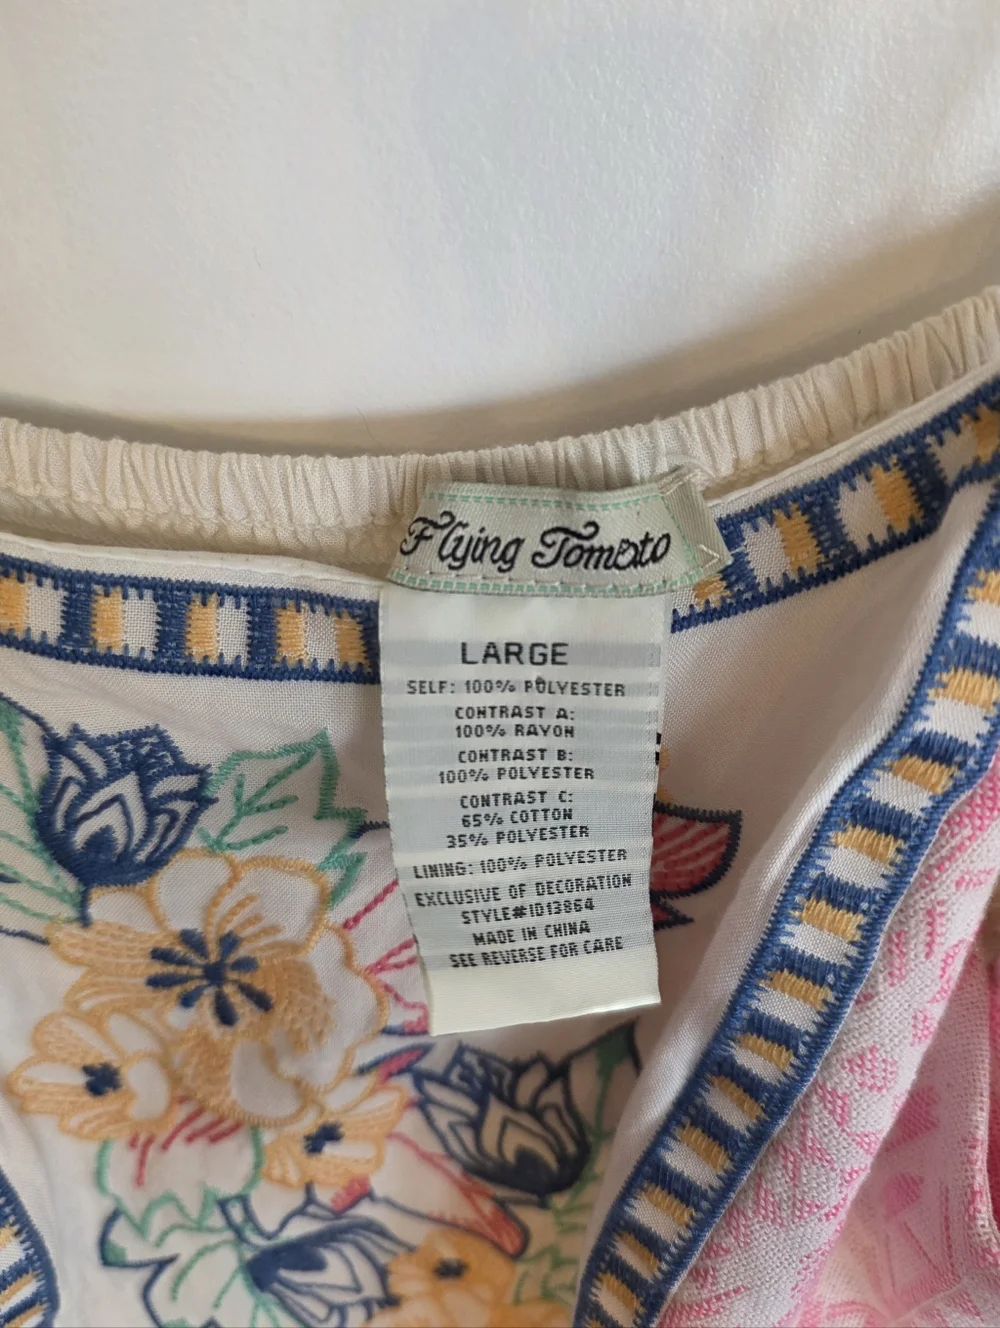 Flying Tomato
LARGE
SELF: 100% POLYESTER
CONTRAST A:
100% RAYON
CONTRAST B:
100% POLYESTER
CONTRAST C:
65% COTTON
35% POLYESTER
LINING: 100% POLYESTER
EXCLUSIVE OF DECORATION
STYLE#ID13864
MADE IN CHINA
SEE REVERSE FOR CARE